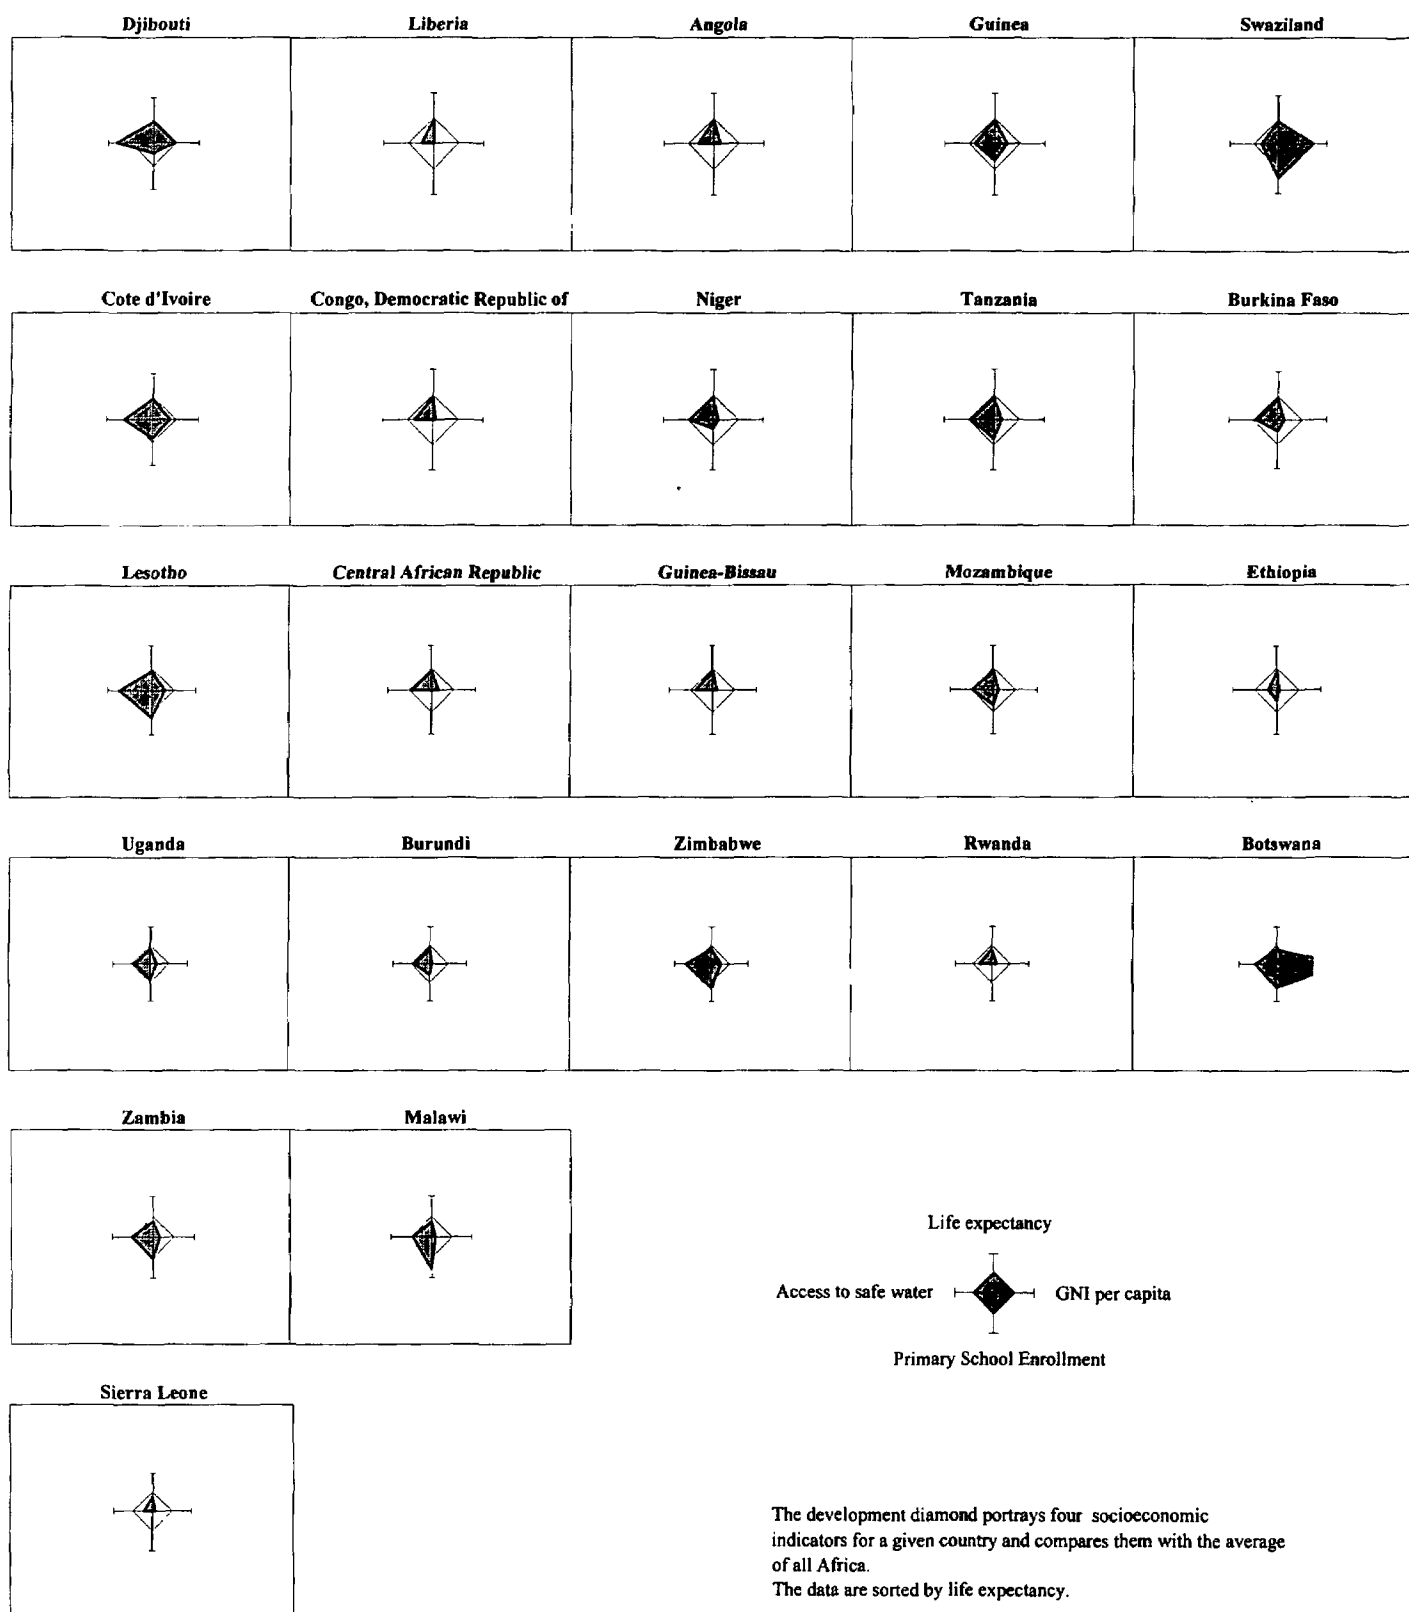 Djibouti Liberia Angola Guinea Swaziland
Cote d'Ivoire Congo, Democratic Republic of Niger Tanzania Burkina Faso
Lesotho Central African Republic Guinea-Bissau Mozambique Ethiopia
Uganda Burundi Zimbabwe Rwanda Botswana
Zambia Malawi
Life expectancy
Access to safe water GNI per capita
Primary School Enrollment
Sierra Leone
The development diamond portrays four socioeconomic
indicators for a given country and compares them with the average
of all Africa.
The data are sorted by life expectancy.